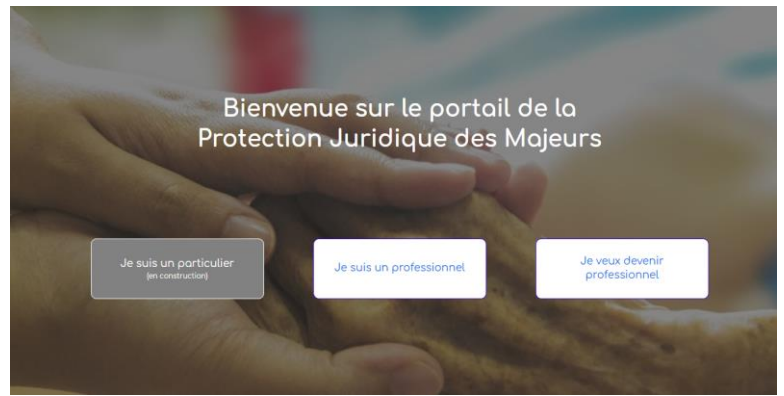 Bienvenue sur le portail de la
Protection Juridique des Majeurs
Je suis un particulier
(en construction)
Je suis un professionnel
Je veux devenir
professionnel